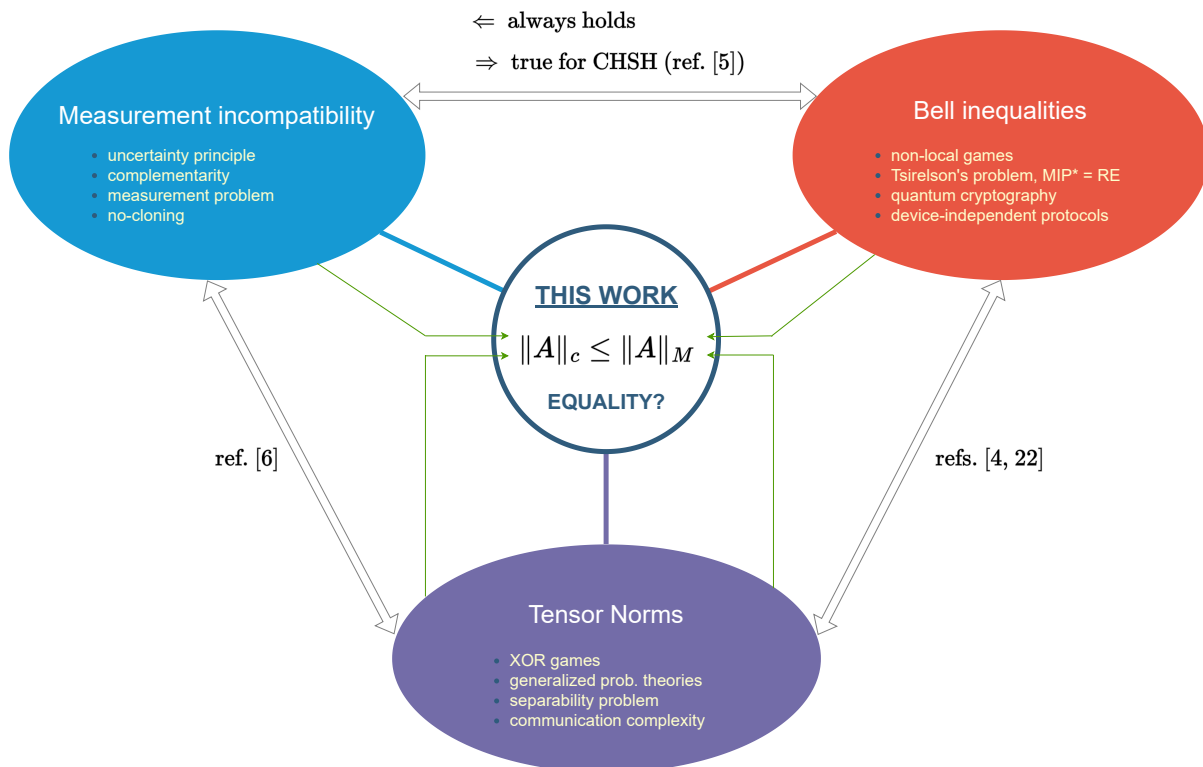 ⇐ always holds
⇒ true for CHSH (ref. [5])
Measurement incompatibility
uncertainty principle
complementarity
measurement problem
no-cloning
Bell inequalities
non-local games
Tsirelson's problem, MIP* = RE
quantum cryptography
device-independent protocols
THIS WORK
‖A‖_c ≤ ‖A‖_M
EQUALITY?
ref. [6]
refs. [4, 22]
Tensor Norms
XOR games
generalized prob. theories
separability problem
communication complexity